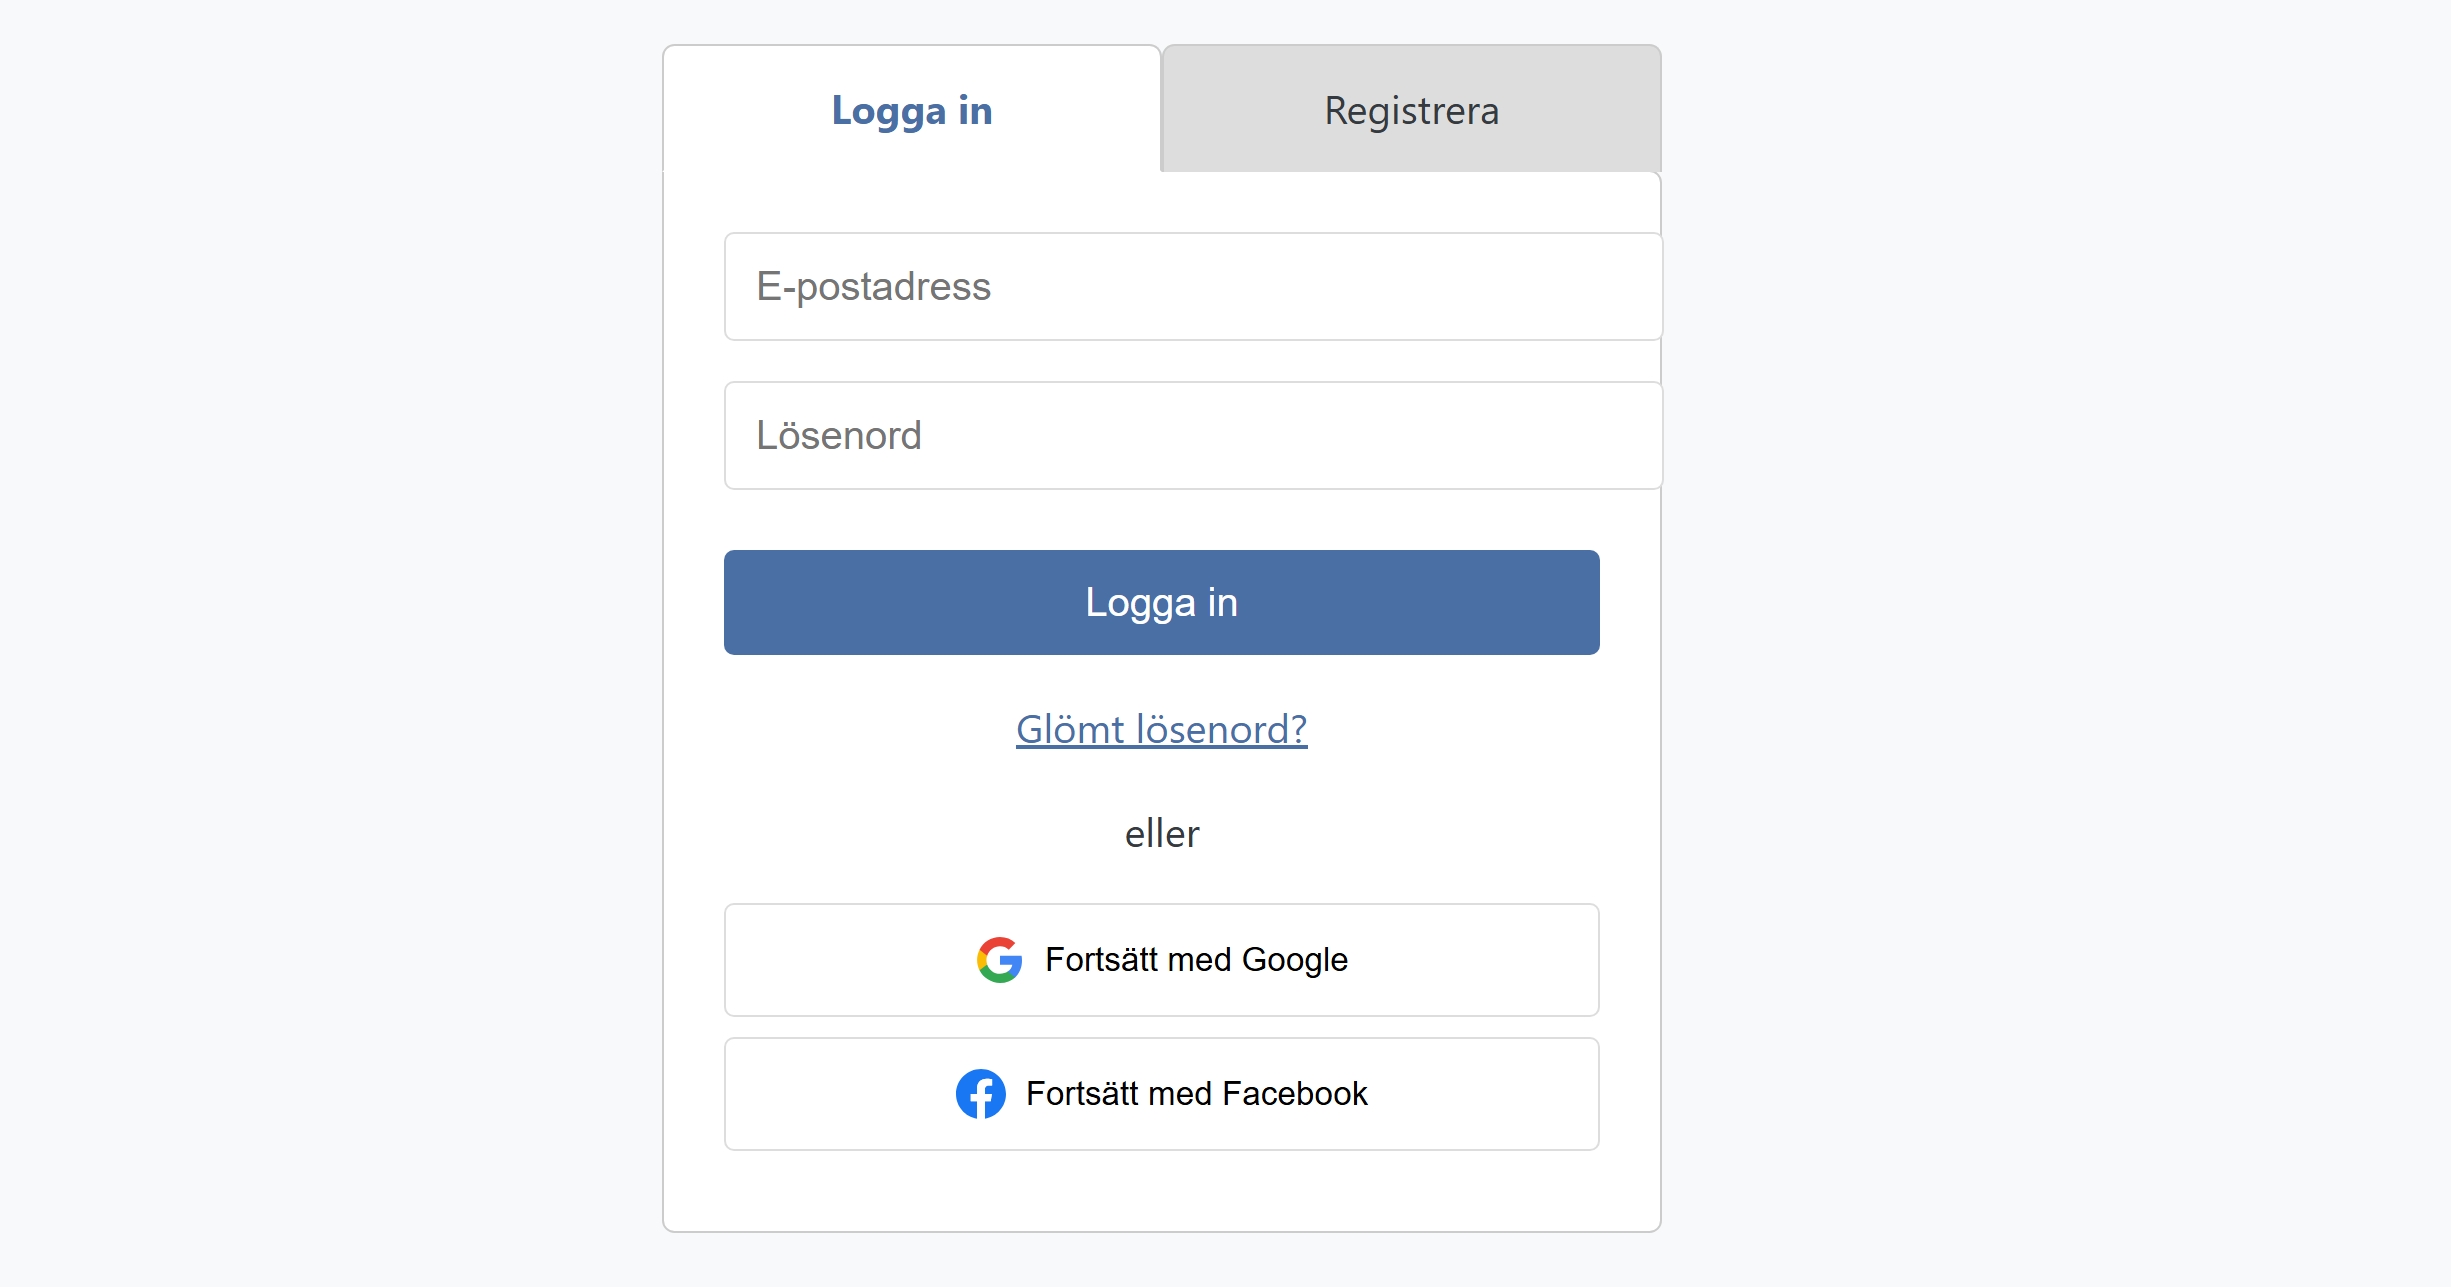 Logga in
Registrera
E-postadress
Lösenord
Logga in
Glömt lösenord?
eller
Fortsätt med Google
Fortsätt med Facebook